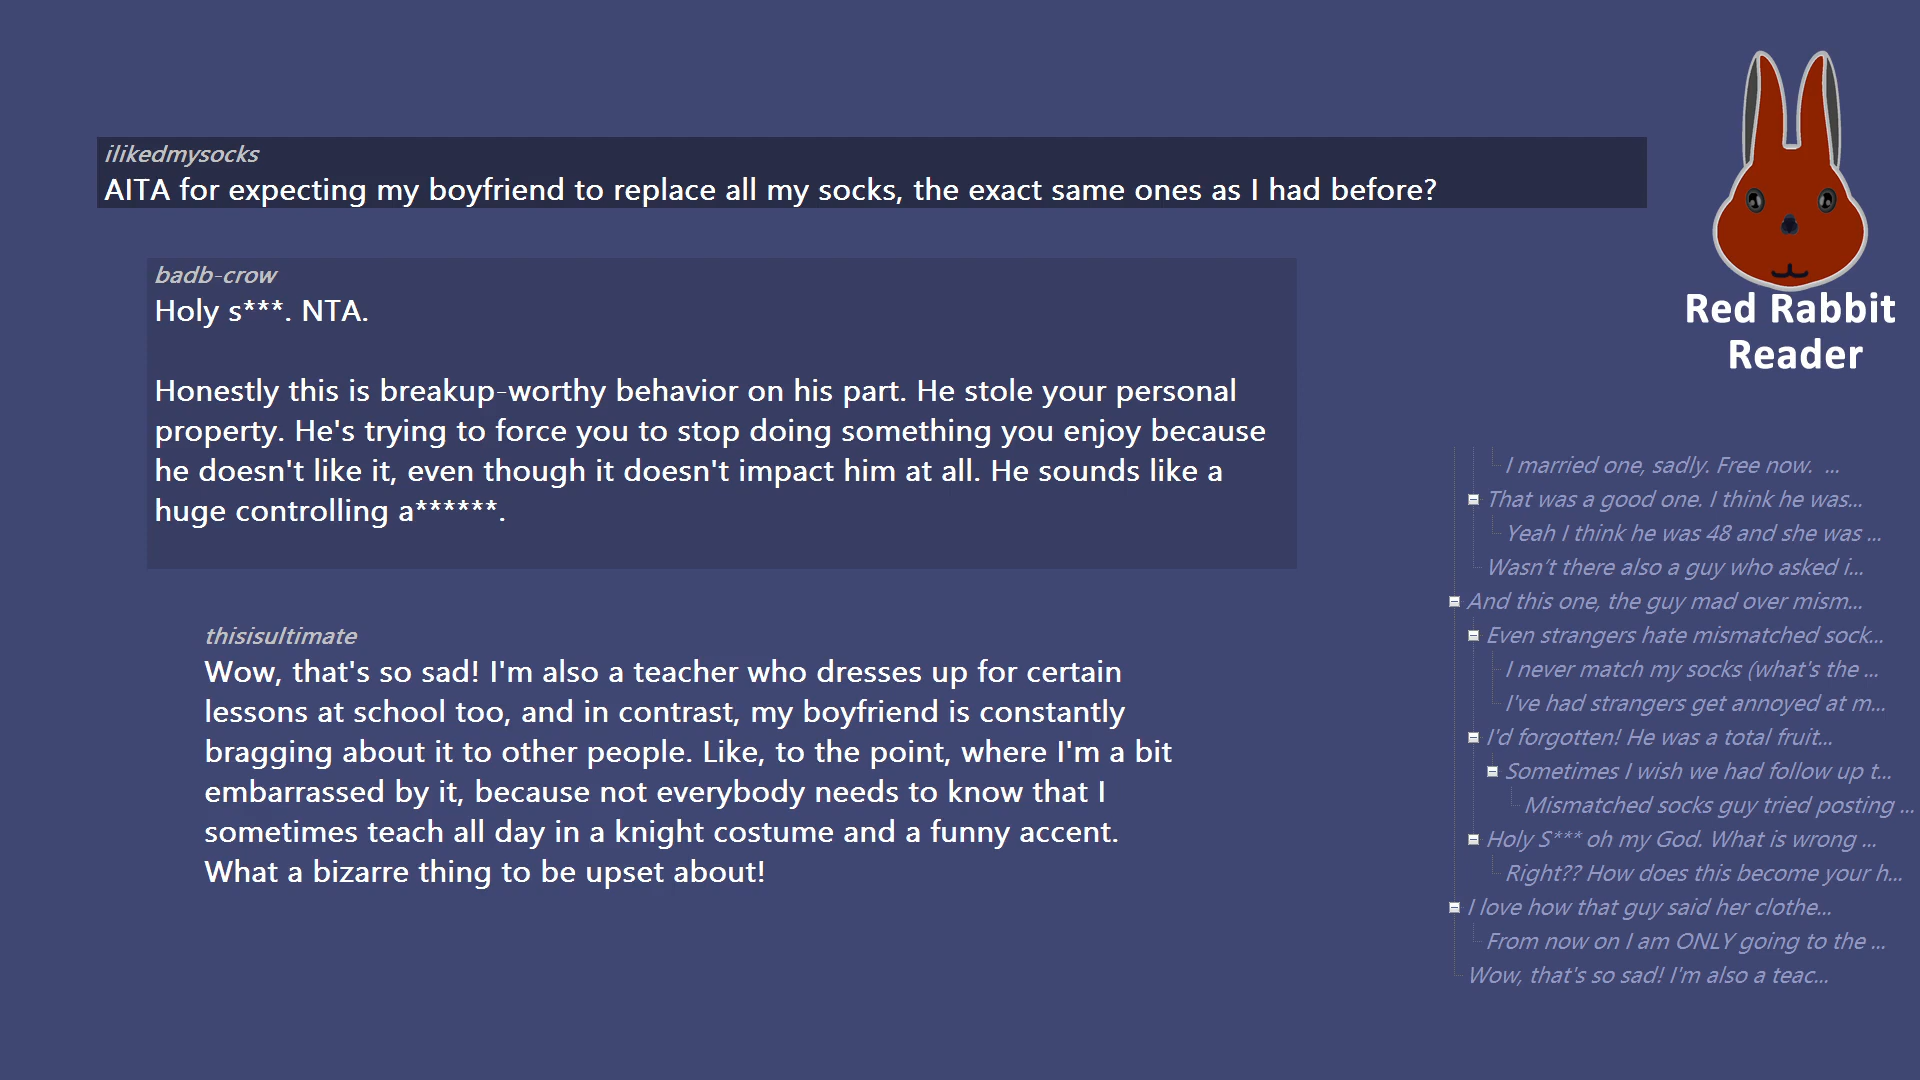 ilikedmysocks
AITA for expecting my boyfriend to replace all my socks, the exact same ones as I had before?
badb-crow
Holy s***. NTA.
Honestly this is breakup-worthy behavior on his part. He stole your personal
property. He's trying to force you to stop doing something you enjoy because
he doesn't like it, even though it doesn't impact him at all. He sounds like a
huge controlling a******.
thisisultimate
Wow, that's so sad! I'm also a teacher who dresses up for certain
lessons at school too, and in contrast, my boyfriend is constantly
bragging about it to other people. Like, to the point, where I'm a bit
embarrassed by it, because not everybody needs to know that I
sometimes teach all day in a knight costume and a funny accent.
What a bizarre thing to be upset about!
Red Rabbit
Reader
I married one, sadly. Free now. ...
That was a good one. I think he was...
Yeah I think he was 48 and she was ...
Wasn’t there also a guy who asked i...
And this one, the guy mad over mism...
Even strangers hate mismatched sock...
I never match my socks (what's the ...
I've had strangers get annoyed at m...
I'd forgotten! He was a total fruit...
Sometimes I wish we had follow up t...
Mismatched socks guy tried posting ...
Holy S*** oh my God. What is wrong ...
Right?? How does this become your h...
I love how that guy said her clothe...
From now on I am ONLY going to the ...
Wow, that's so sad! I'm also a teac...